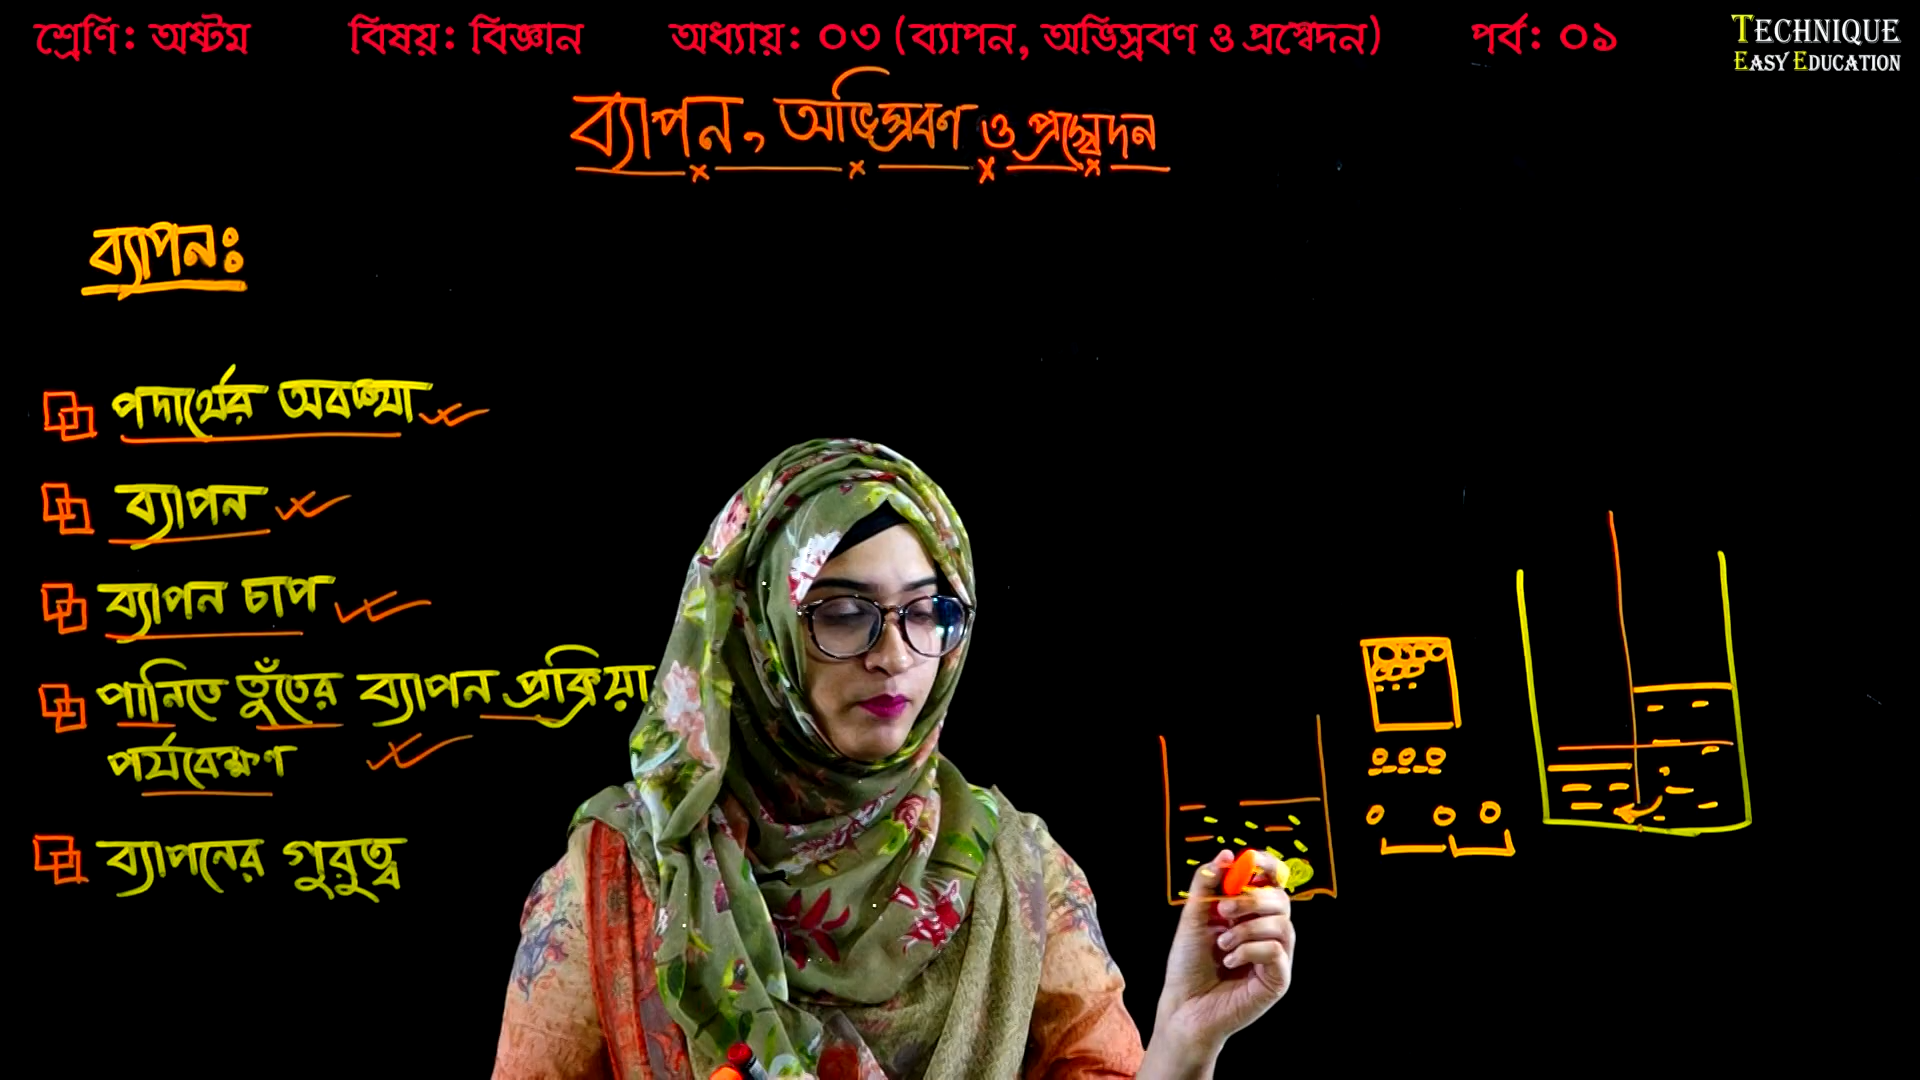 শ্রেণি: অষ্টম বিষয়: বিজ্ঞান অধ্যায়: ০৩ (ব্যাপন, অভিস্রবণ ও প্রস্বেদন) পর্ব: ০১
TECHNIQUE
EASY EDUCATION
ব্যাপন, অভিস্রবণ ও প্রস্বেদন
ব্যাপনঃ
পদার্থের অবস্থা
ব্যাপন
ব্যাপন চাপ
পানিতে তুঁতের ব্যাপন প্রক্রিয়া
পর্যবেক্ষণ
ব্যাপনের গুরুত্ব